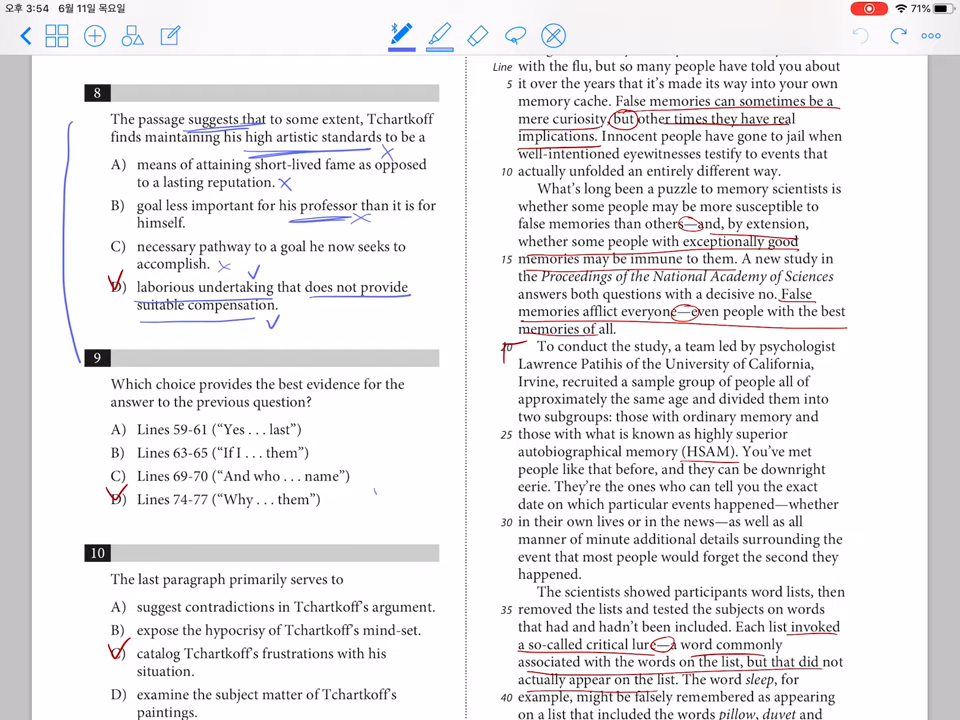 오후 3:54 6월 11일 목요일
71%
8
The passage suggests that to some extent, Tchartkoff
finds maintaining his high artistic standards to be a
A) means of attaining short-lived fame as opposed
to a lasting reputation.
B) goal less important for his professor than it is for
himself.
C) necessary pathway to a goal he now seeks to
accomplish.
D) laborious undertaking that does not provide
suitable compensation.
9
Which choice provides the best evidence for the
answer to the previous question?
A) Lines 59-61 (“Yes . . . last”)
B) Lines 63-65 (“If I . . . them”)
C) Lines 69-70 (“And who . . . name”)
D) Lines 74-77 (“Why . . . them”)
10
The last paragraph primarily serves to
A) suggest contradictions in Tchartkoff’s argument.
B) expose the hypocrisy of Tchartkoff’s mind-set.
C) catalog Tchartkoff’s frustrations with his
situation.
D) examine the subject matter of Tchartkoff’s
paintings.
Line with the flu, but so many people have told you about
5 it over the years that it’s made its way into your own
memory cache. False memories can sometimes be a
mere curiosity, but other times they have real
implications. Innocent people have gone to jail when
well-intentioned eyewitnesses testify to events that
10 actually unfolded an entirely different way.
What’s long been a puzzle to memory scientists is
whether some people may be more susceptible to
false memories than others—and, by extension,
whether some people with exceptionally good
15 memories may be immune to them. A new study in
the Proceedings of the National Academy of Sciences
answers both questions with a decisive no. False
memories afflict everyone—even people with the best
memories of all.
20 To conduct the study, a team led by psychologist
Lawrence Patihis of the University of California,
Irvine, recruited a sample group of people all of
approximately the same age and divided them into
two subgroups: those with ordinary memory and
25 those with what is known as highly superior
autobiographical memory (HSAM). You’ve met
people like that before, and they can be downright
eerie. They’re the ones who can tell you the exact
date on which particular events happened—whether
30 in their own lives or in the news—as well as all
manner of minute additional details surrounding the
event that most people would forget the second they
happened.
The scientists showed participants word lists, then
35 removed the lists and tested the subjects on words
that had and hadn’t been included. Each list invoked
a so-called critical lure—a word commonly
associated with the words on the list, but that did not
actually appear on the list. The word sleep, for
40 example, might be falsely remembered as appearing
on a list that included the words pillow, duvet and